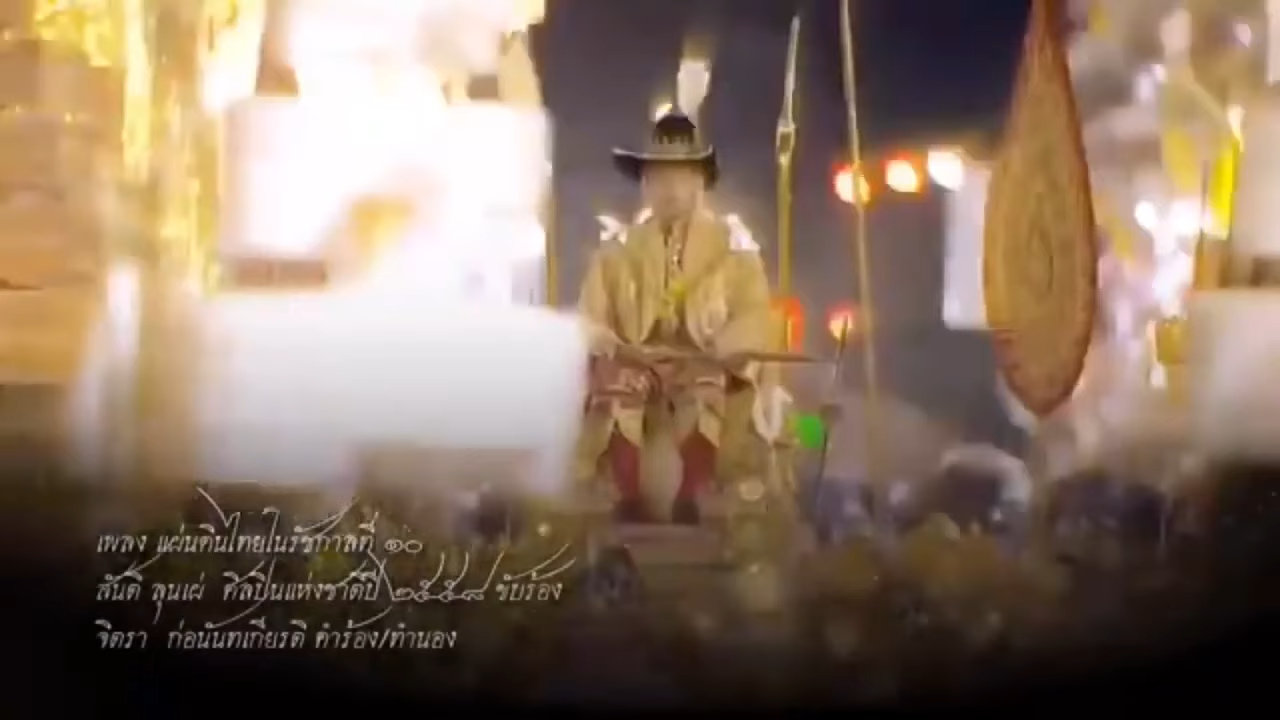 เพลง แผ่นดินไทยในรัชกาลที่ ๑๐
สันติ ลุนเผ่ ศิลปินแห่งชาติปี ๒๕๕๘ ขับร้อง
จิตรา ก่อนันทเกียรติ คำร้อง/ทำนอง